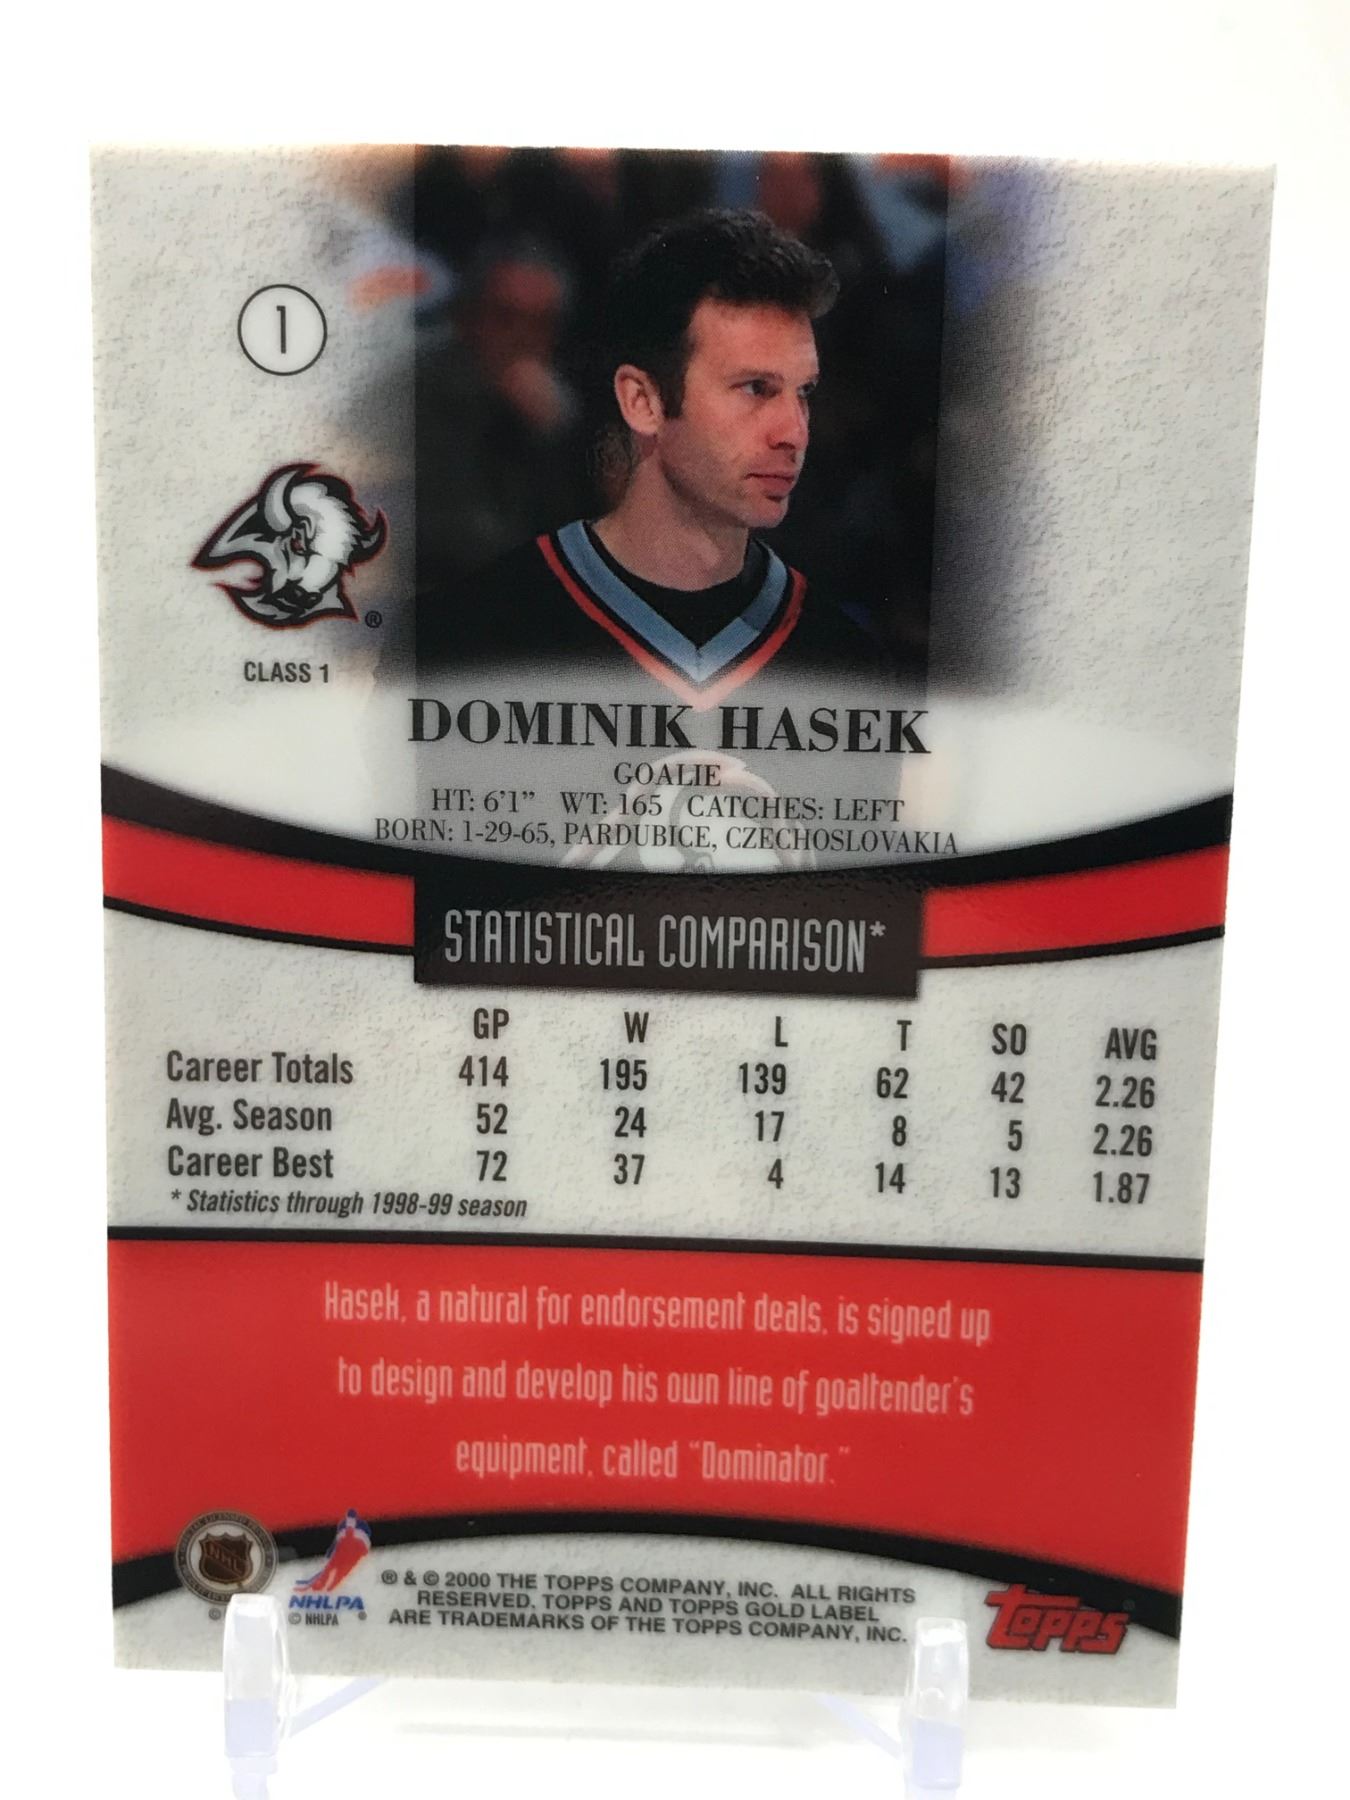 1
®
CLASS 1
DOMINIK HASEK
GOALIE
HT: 6'1" WT: 165 CATCHES: LEFT
BORN: 1-29-65, PARDUBICE, CZECHOSLOVAKIA
STATISTICAL COMPARISON*
GP W L T SO AVG
Career Totals 414 195 139 62 42 2.26
Avg. Season 52 24 17 8 5 2.26
Career Best 72 37 4 14 13 1.87
* Statistics through 1998-99 season
Hasek, a natural for endorsement deals, is signed up
to design and develop his own line of goaltender's
equipment, called "Dominator."
NHL
NHLPA
© NHLPA ®
® & © 2000 THE TOPPS COMPANY, INC. ALL RIGHTS
RESERVED. TOPPS AND TOPPS GOLD LABEL
ARE TRADEMARKS OF THE TOPPS COMPANY, INC.
Topps